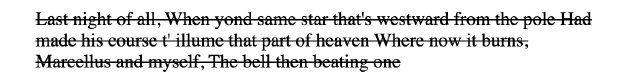 Last night of all, When yond same star that's westward from the pole Had
made his course t' illume that part of heaven Where now it burns,
Marcellus and myself, The bell then beating one